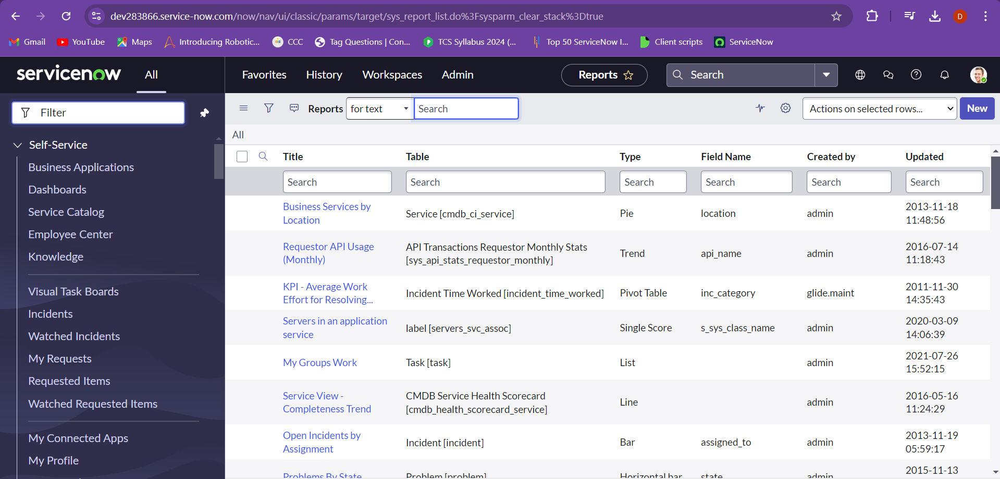 dev283866.service-now.com/now/nav/ui/classic/params/target/sys_report_list.do%3Fsysparm_clear_stack%3Dtrue
D
Gmail YouTube Maps Introducing Robotic... CCC Tag Questions | Con... TCS Syllabus 2024 (... Top 50 ServiceNow I... Client scripts ServiceNow
servicenow All Favorites History Workspaces Admin Reports Search
Filter
Self-Service
Business Applications
Dashboards
Service Catalog
Employee Center
Knowledge
Visual Task Boards
Incidents
Watched Incidents
My Requests
Requested Items
Watched Requested Items
My Connected Apps
My Profile
Reports for text Search Actions on selected rows... New
All
Title Table Type Field Name Created by Updated
Search Search Search Search Search Search
Business Services by
Location
Service [cmdb_ci_service] Pie location admin
2013-11-18
11:48:56
Requestor API Usage
(Monthly)
API Transactions Requestor Monthly Stats
[sys_api_stats_requestor_monthly]
Trend api_name admin
2016-07-14
11:18:43
KPI - Average Work
Effort for Resolving...
Incident Time Worked [incident_time_worked] Pivot Table inc_category glide.maint
2011-11-30
14:35:43
Servers in an application
service
label [servers_svc_assoc] Single Score s_sys_class_name admin
2020-03-09
14:06:39
My Groups Work Task [task] List admin
2021-07-26
15:52:15
Service View -
Completeness Trend
CMDB Service Health Scorecard
[cmdb_health_scorecard_service]
Line admin
2016-05-16
11:24:29
Open Incidents by
Assignment
Incident [incident] Bar assigned_to admin
2013-11-19
05:59:17
Problems By State Problem [problem] Horizontal bar state admin
2015-11-13